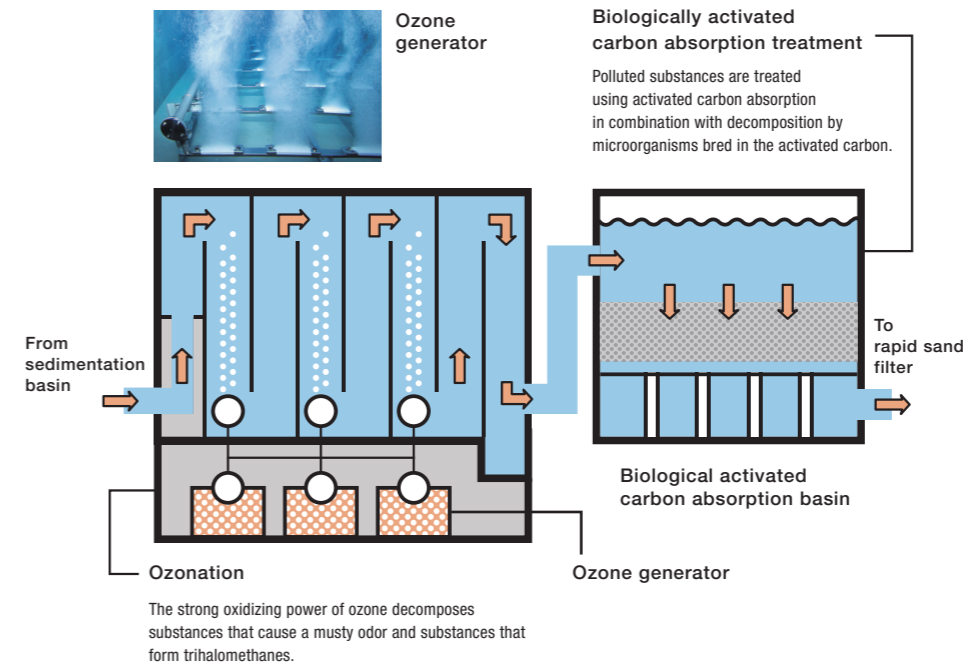 Ozone
generator
Biologically activated
carbon absorption treatment
Polluted substances are treated
using activated carbon absorption
in combination with decomposition by
microorganisms bred in the activated carbon.
From
sedimentation
basin
To
rapid sand
filter
Biological activated
carbon absorption basin
Ozonation
Ozone generator
The strong oxidizing power of ozone decomposes
substances that cause a musty odor and substances that
form trihalomethanes.